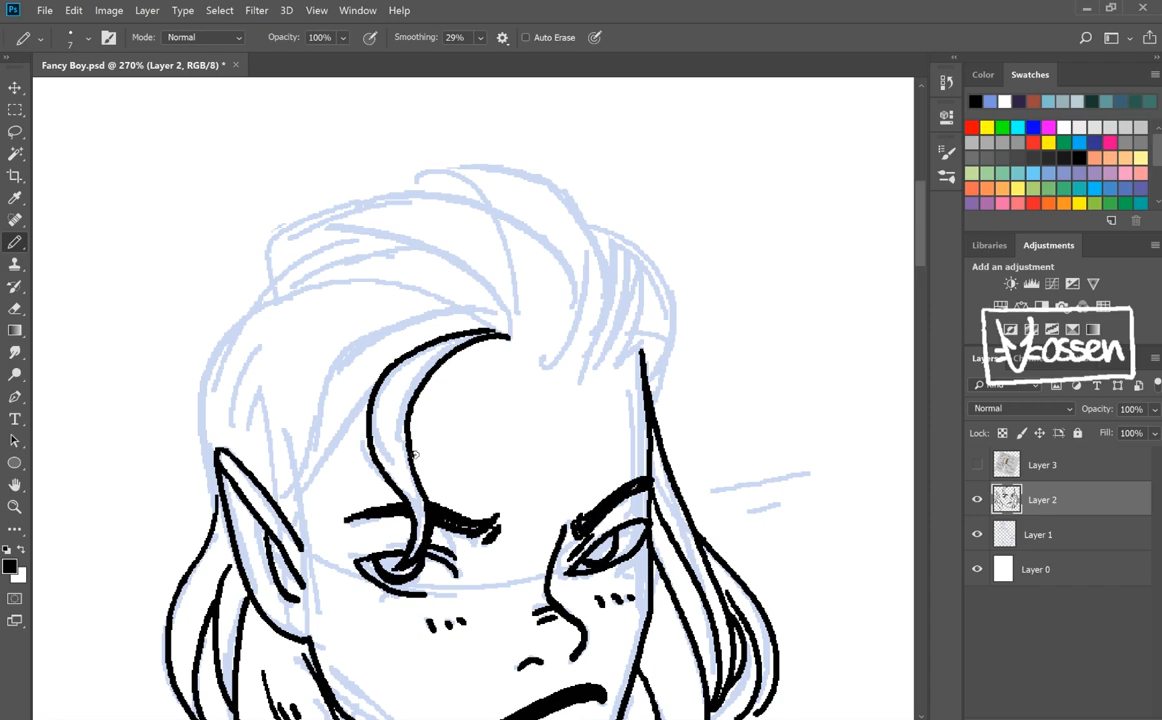 Ps File Edit Image Layer Type Select Filter 3D View Window Help
7 Mode: Normal Opacity: 100% Smoothing: 29% Auto Erase
Fancy Boy.psd @ 270% (Layer 2, RGB/8) * ×
Color Swatches
Libraries Adjustments
Add an adjustment
Normal Opacity: 100%
Lock: Fill: 100%
Layer 3
Layer 2
Layer 1
Layer 0